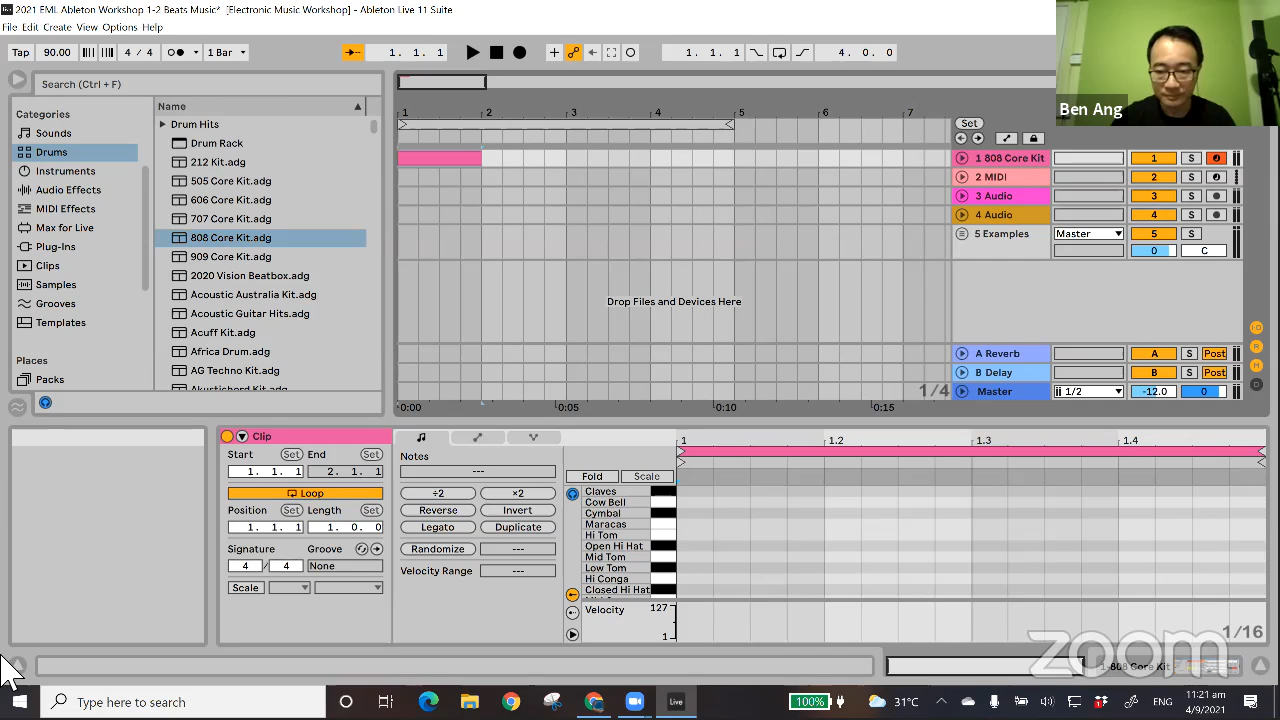 2021 EML Ableton Workshop 1-2 Beats Music* [Electronic Music Workshop] - Ableton Live 11 Suite
File Edit Create View Options Help
Tap 90.00 4 / 4 1 Bar 1. 1. 1 1. 1. 1 4. 0. 0
Search (Ctrl + F)
Categories
Sounds
Drums
Instruments
Audio Effects
MIDI Effects
Max for Live
Plug-Ins
Clips
Samples
Grooves
Templates
Places
Packs
Name
Drum Hits
Drum Rack
212 Kit.adg
505 Core Kit.adg
606 Core Kit.adg
707 Core Kit.adg
808 Core Kit.adg
909 Core Kit.adg
2020 Vision Beatbox.adg
Acoustic Australia Kit.adg
Acoustic Guitar Hits.adg
Acuff Kit.adg
Africa Drum.adg
AG Techno Kit.adg
1 2 3 4 5 6 7
Drop Files and Devices Here
1/4
0:00 0:05 0:10 0:15
Ben Ang
Set
1 808 Core Kit 1 S
2 MIDI 2 S
3 Audio 3 S
4 Audio 4 S
5 Examples Master 5 S
0 C
A Reverb A S Post
B Delay B S Post
Master 1/2 -12.0 0
Clip
Start Set End Set
1. 1. 1 2. 1. 1
Loop
Position Set Length Set
1. 1. 1 1. 0. 0
Signature Groove
4 / 4 None
Scale
Notes
---
÷2 ×2
Reverse Invert
Legato Duplicate
Randomize ---
Velocity Range ---
Fold Scale
1 1.2 1.3 1.4
Claves
Cow Bell
Cymbal
Maracas
Hi Tom
Open Hi Hat
Mid Tom
Low Tom
Hi Conga
Closed Hi Hat
Velocity 127
1
1/16
zoom
1-808 Core Kit
Type here to search
Live
100%
31°C
ENG
11:21 am
4/9/2021